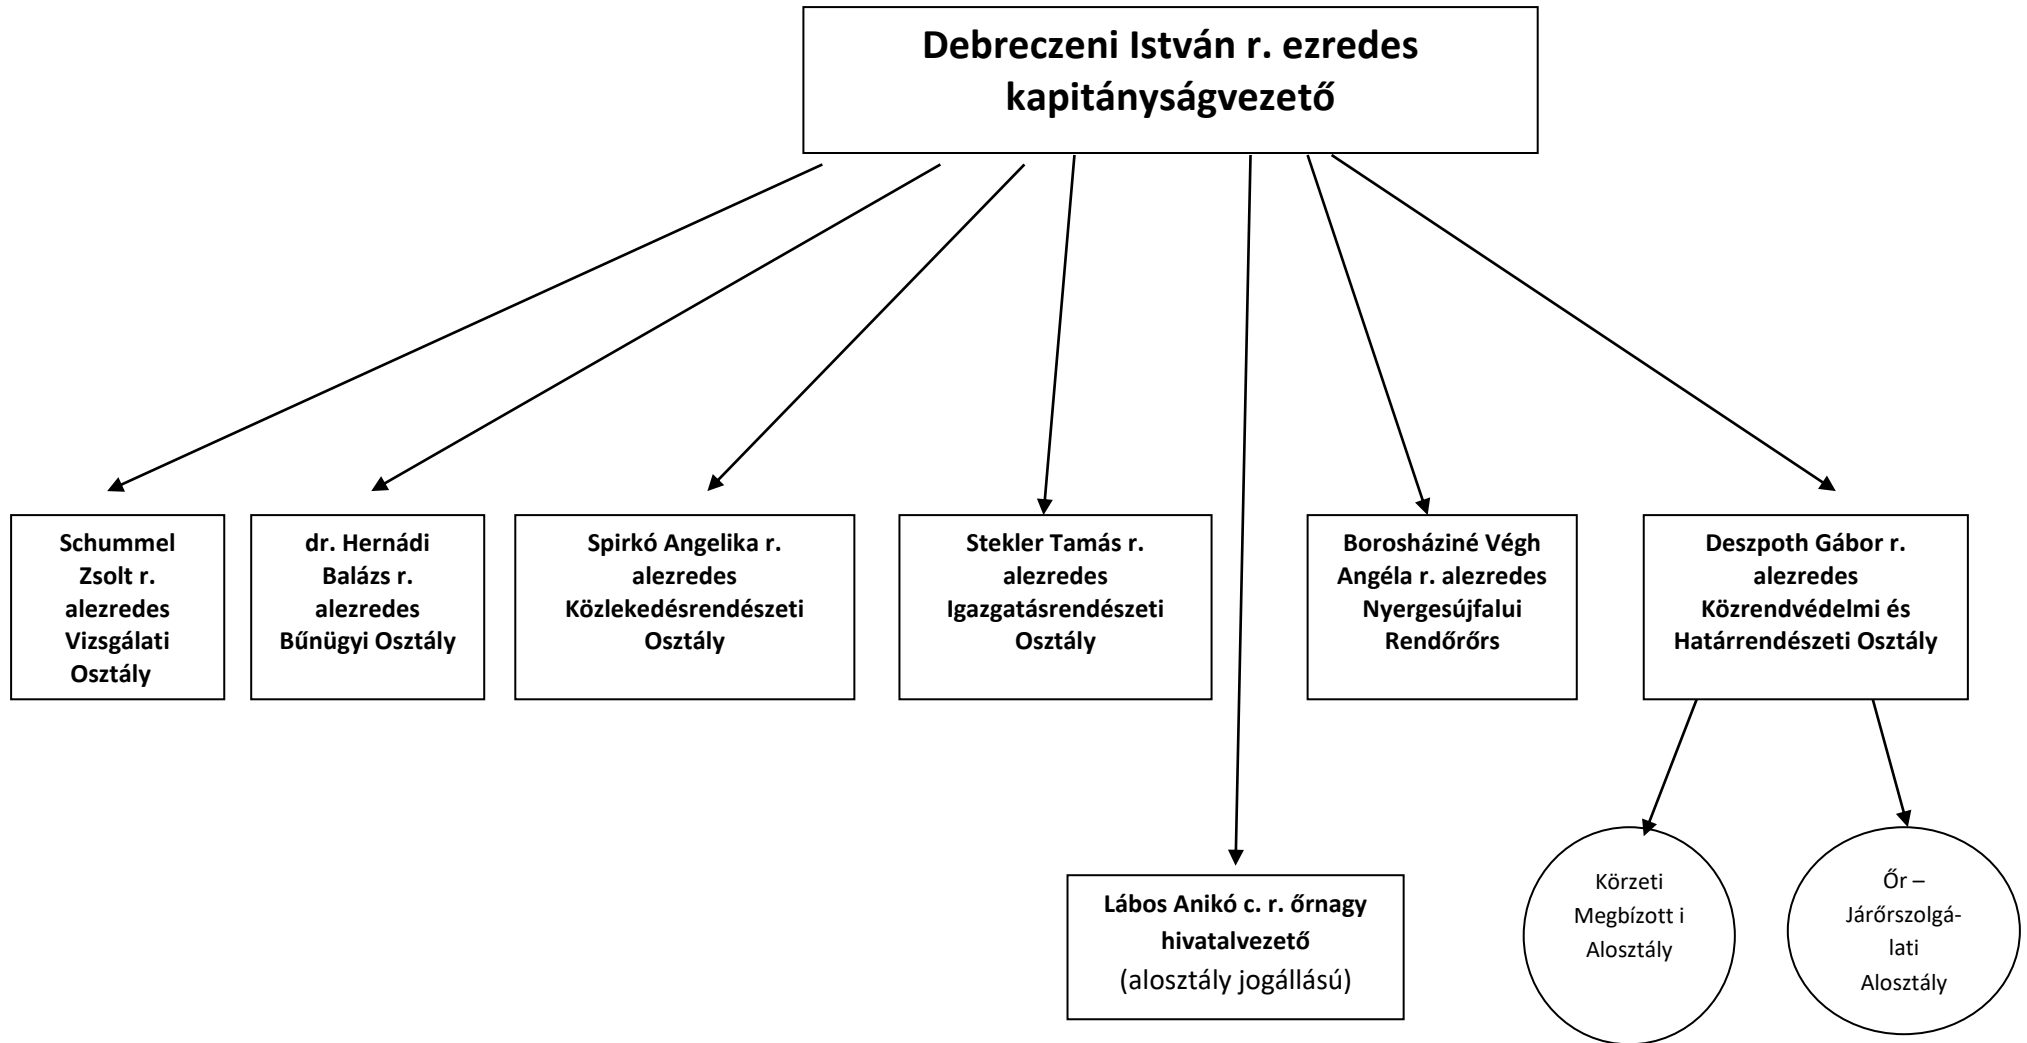 Debreczeni István r. ezredes
kapitányságvezető
Schummel
Zsolt r.
alezredes
Vizsgálati
Osztály
dr. Hernádi
Balázs r.
alezredes
Bűnügyi Osztály
Spirkó Angelika r.
alezredes
Közlekedésrendészeti
Osztály
Stekler Tamás r.
alezredes
Igazgatásrendészeti
Osztály
Borosháziné Végh
Angéla r. alezredes
Nyergesújfalui
Rendőrőrs
Deszpoth Gábor r.
alezredes
Közrendvédelmi és
Határrendészeti Osztály
Lábos Anikó c. r. őrnagy
hivatalvezető
(alosztály jogállású)
Körzeti
Megbízott i
Alosztály
Őr –
Járőrszolgá-
lati
Alosztály